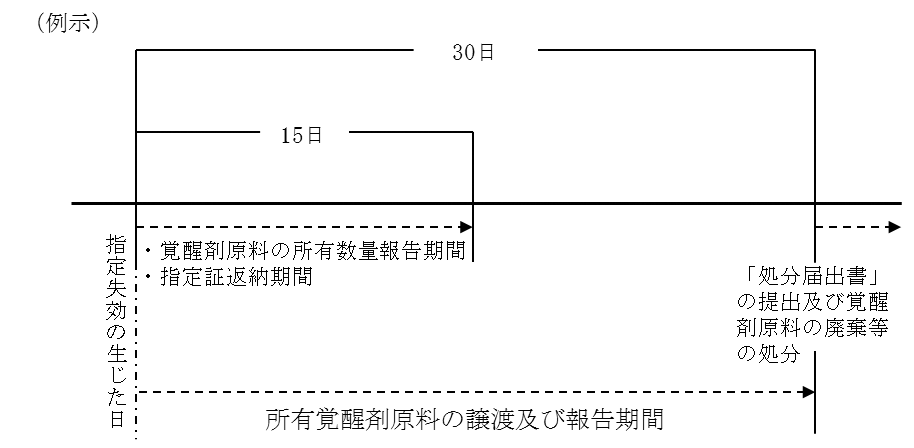 （例示）
30日
15日
・覚醒剤原料の所有数量報告期間
・指定証返納期間
指定失効の生じた日
「処分届出書」
の提出及び覚醒
剤原料の廃棄等
の処分
所有覚醒剤原料の譲渡及び報告期間